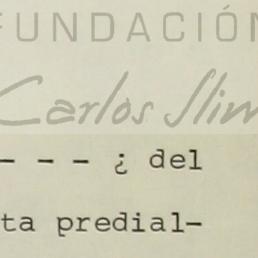 FUNDACIÓN
Carlos Slim
- - - - ¿ del
ta predial-